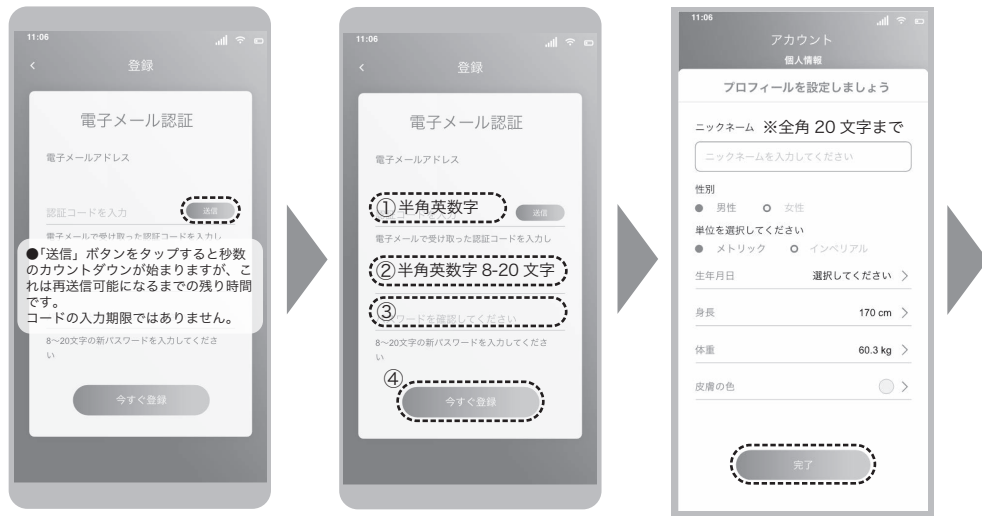 11:06
登録
電子メール認証
電子メールアドレス
認証コードを入力
送信
電子メールで受け取った認証コードを入力し
●「送信」ボタンをタップすると秒数
のカウントダウンが始まりますが、こ
れは再送信可能になるまでの残り時間
です。
コードの入力期限ではありません。
8〜20文字の新パスワードを入力してくださ
い
今すぐ登録
11:06
登録
電子メール認証
電子メールアドレス
①半角英数字
送信
電子メールで受け取った認証コードを入力し
②半角英数字 8-20 文字
③
パスワードを確認してください
8〜20文字の新パスワードを入力してくださ
い
④
今すぐ登録
11:06
アカウント
個人情報
プロフィールを設定しましょう
ニックネーム ※全角 20 文字まで
ニックネームを入力してください
性別
男性 女性
単位を選択してください
メトリック インペリアル
生年月日 選択してください
身長 170 cm
体重 60.3 kg
皮膚の色
完了